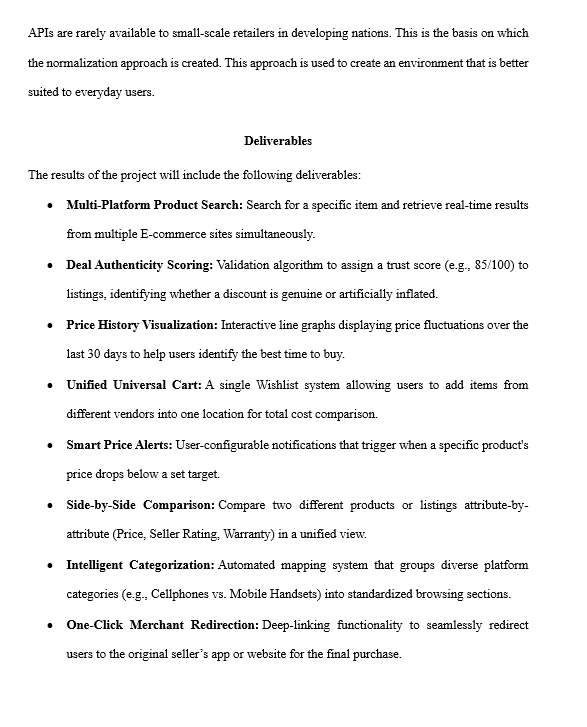 APIs are rarely available to small-scale retailers in developing nations. This is the basis on which
the normalization approach is created. This approach is used to create an environment that is better
suited to everyday users.
Deliverables
The results of the project will include the following deliverables:
• Multi-Platform Product Search: Search for a specific item and retrieve real-time results
from multiple E-commerce sites simultaneously.
• Deal Authenticity Scoring: Validation algorithm to assign a trust score (e.g., 85/100) to
listings, identifying whether a discount is genuine or artificially inflated.
• Price History Visualization: Interactive line graphs displaying price fluctuations over the
last 30 days to help users identify the best time to buy.
• Unified Universal Cart: A single Wishlist system allowing users to add items from
different vendors into one location for total cost comparison.
• Smart Price Alerts: User-configurable notifications that trigger when a specific product's
price drops below a set target.
• Side-by-Side Comparison: Compare two different products or listings attribute-by-
attribute (Price, Seller Rating, Warranty) in a unified view.
• Intelligent Categorization: Automated mapping system that groups diverse platform
categories (e.g., Cellphones vs. Mobile Handsets) into standardized browsing sections.
• One-Click Merchant Redirection: Deep-linking functionality to seamlessly redirect
users to the original seller’s app or website for the final purchase.